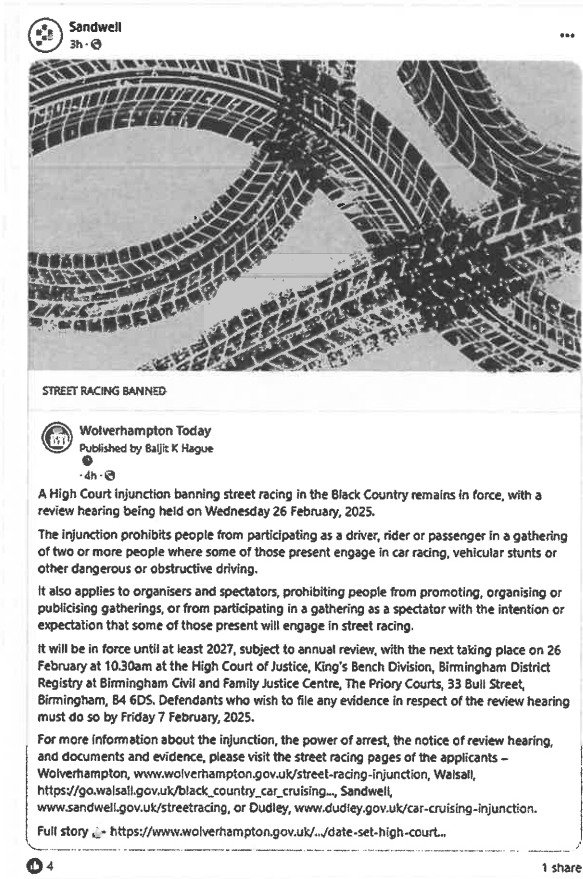 Sandwell
3h ·
STREET RACING BANNED
Wolverhampton Today
Published by Baljit K Hague
· 4h ·
A High Court injunction banning street racing in the Black Country remains in force, with a
review hearing being held on Wednesday 26 February, 2025.
The injunction prohibits people from participating as a driver, rider or passenger in a gathering
of two or more people where some of those present engage in car racing, vehicular stunts or
other dangerous or obstructive driving.
It also applies to organisers and spectators, prohibiting people from promoting, organising or
publicising gatherings, or from participating in a gathering as a spectator with the intention or
expectation that some of those present will engage in street racing.
It will be in force until at least 2027, subject to annual review, with the next taking place on 26
February at 10.30am at the High Court of Justice, King's Bench Division, Birmingham District
Registry at Birmingham Civil and Family Justice Centre, The Priory Courts, 33 Bull Street,
Birmingham, B4 6DS. Defendants who wish to file any evidence in respect of the review hearing
must do so by Friday 7 February, 2025.
For more information about the injunction, the power of arrest, the notice of review hearing,
and documents and evidence, please visit the street racing pages of the applicants –
Wolverhampton, www.wolverhampton.gov.uk/street-racing-injunction, Walsall,
https://go.walsall.gov.uk/black_country_car_cruising..., Sandwell,
www.sandwell.gov.uk/streetracing, or Dudley, www.dudley.gov.uk/car-cruising-injunction.
Full story https://www.wolverhampton.gov.uk/.../date-set-high-court...
4
1 share